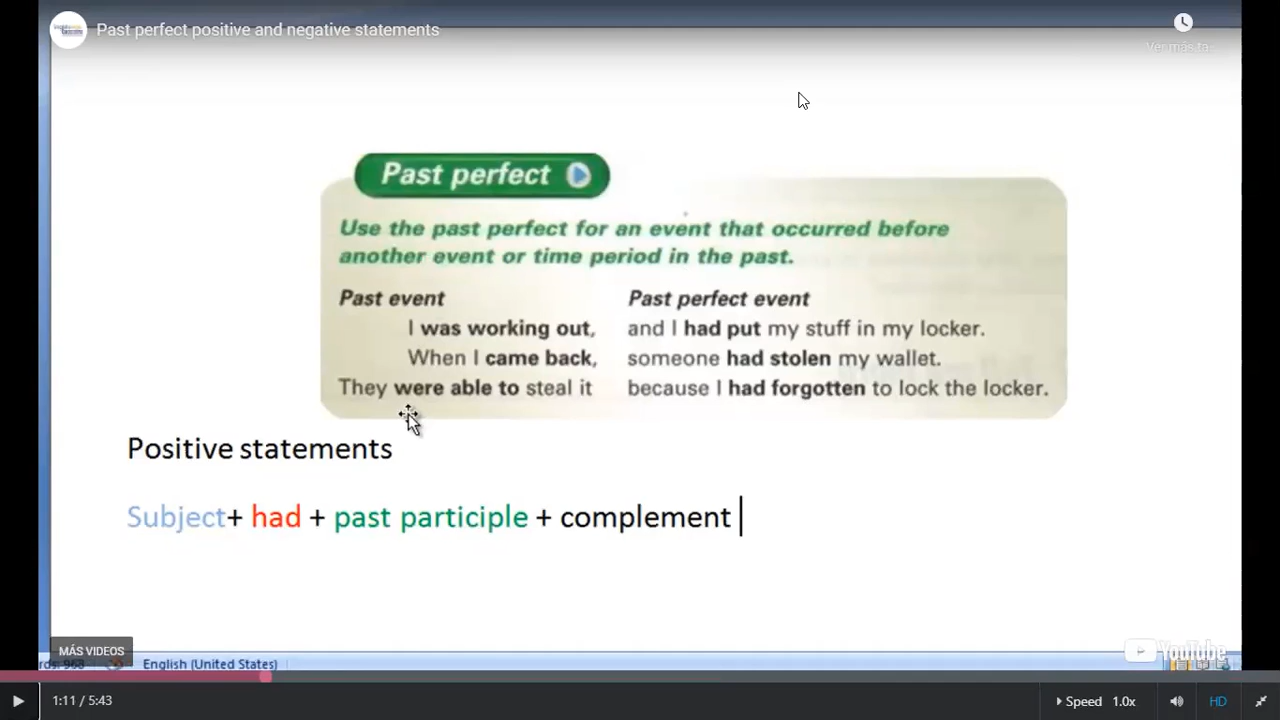 Past perfect positive and negative statements
Ver más ta
Past perfect
Use the past perfect for an event that occurred before
another event or time period in the past.
Past event Past perfect event
I was working out, and I had put my stuff in my locker.
When I came back, someone had stolen my wallet.
They were able to steal it because I had forgotten to lock the locker.
Positive statements
Subject+ had + past participle + complement
MÁS VIDEOS
YouTube
English (United States)
1:11 / 5:43
Speed 1.0x
HD